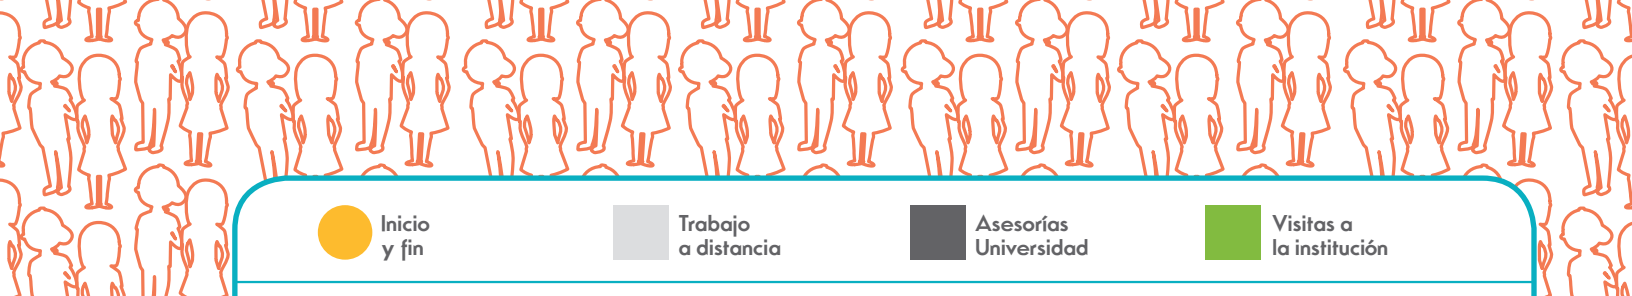 Inicio
y fin
Trabajo
a distancia
Asesorías
Universidad
Visitas a
la institución